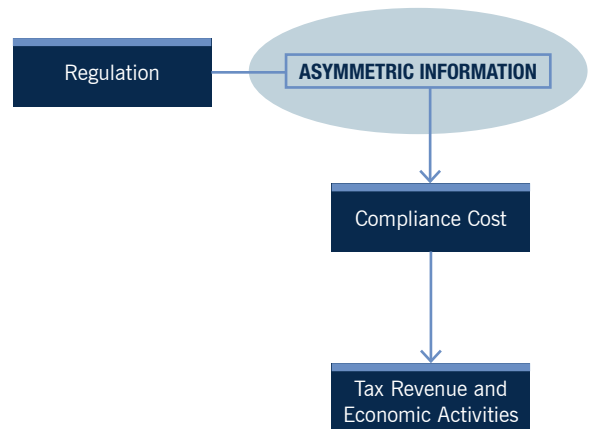 Regulation
ASYMMETRIC INFORMATION
Compliance Cost
Tax Revenue and
Economic Activities